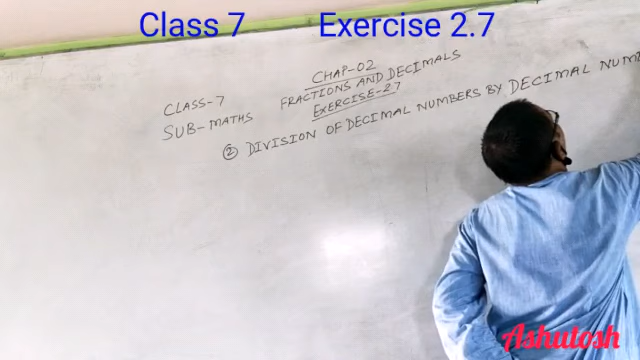 Class 7 Exercise 2.7
CHAP-02
CLASS-7 FRACTIONS AND DECIMALS
SUB-MATHS EXERCISE-2.7
② DIVISION OF DECIMAL NUMBERS BY DECIMAL
Ashutosh